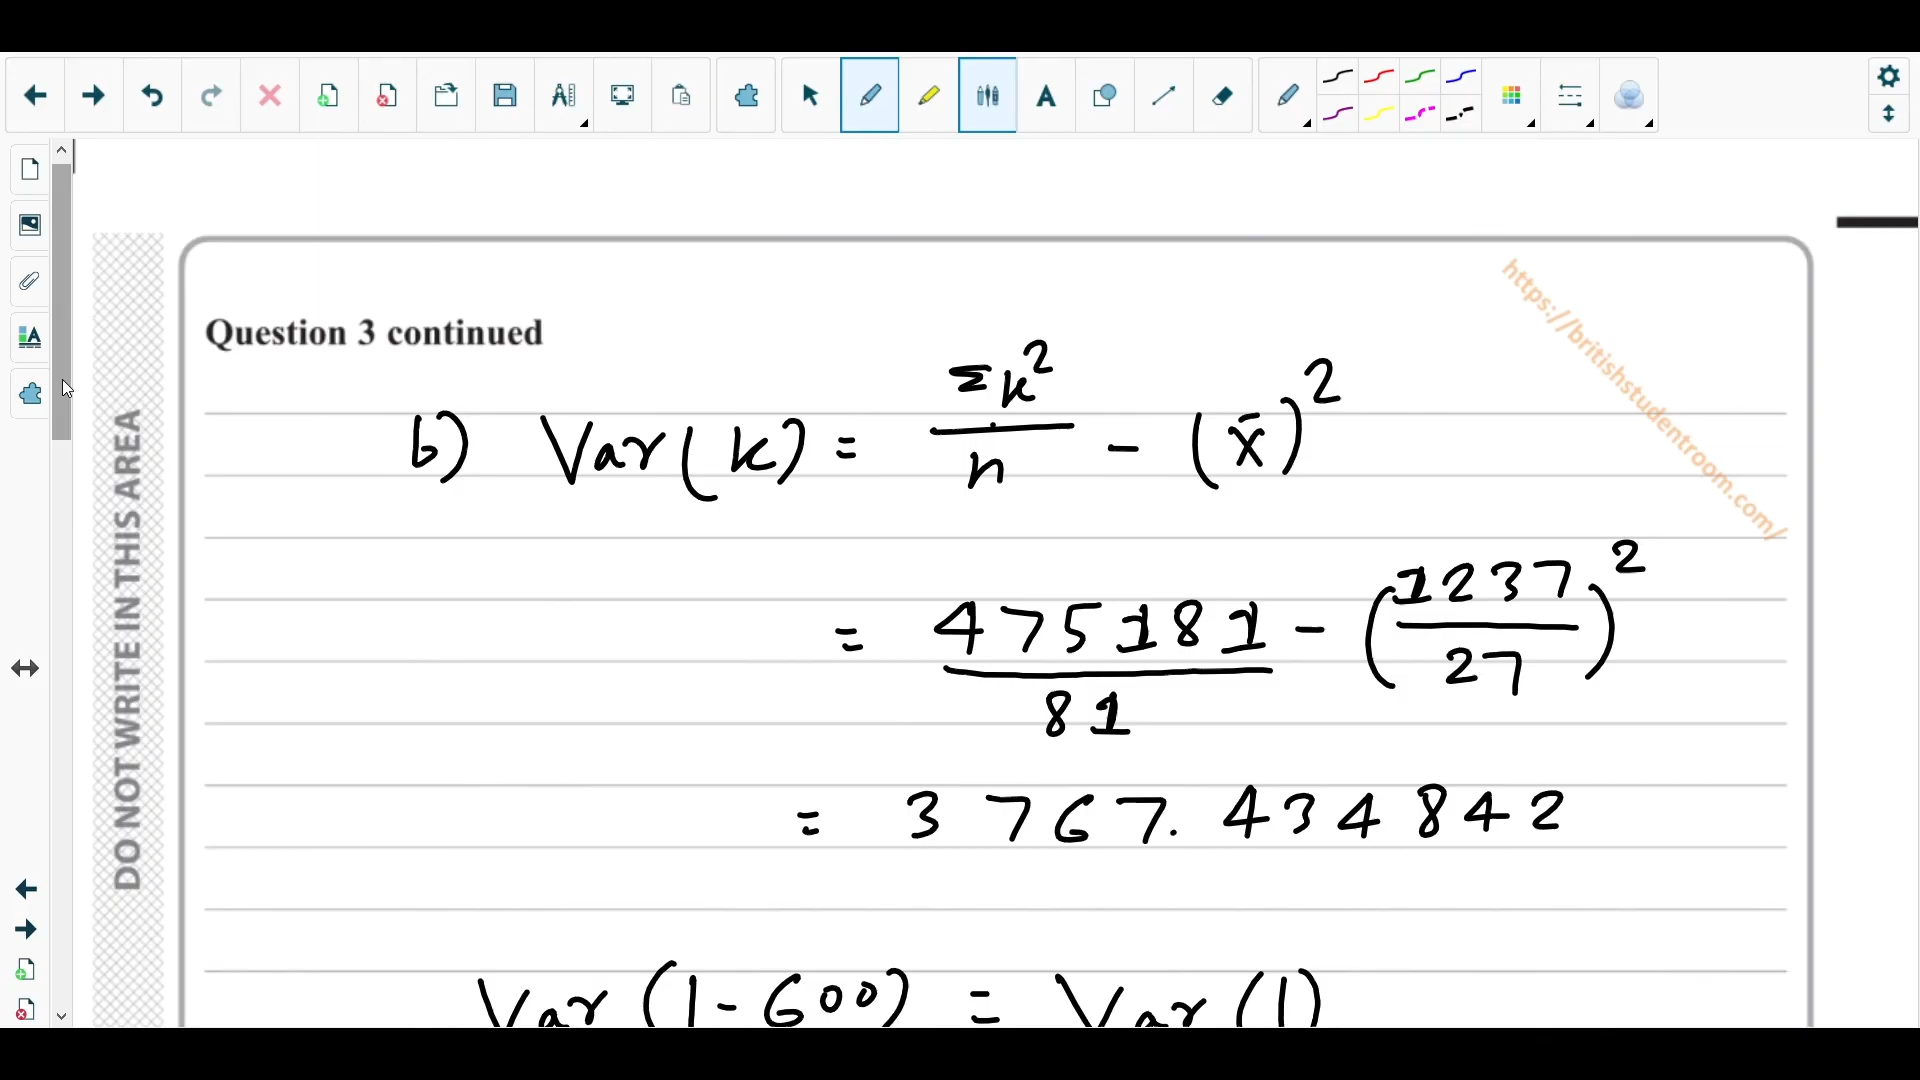 Question 3 continued
https://britishstudentroom.com/
DO NOT WRITE IN THIS AREA
b) Var(k) = Σk²/n - (x̄)²
= 475181/81 - (1237/27)²
= 3767.434842
Var(l-600) = Var(l)